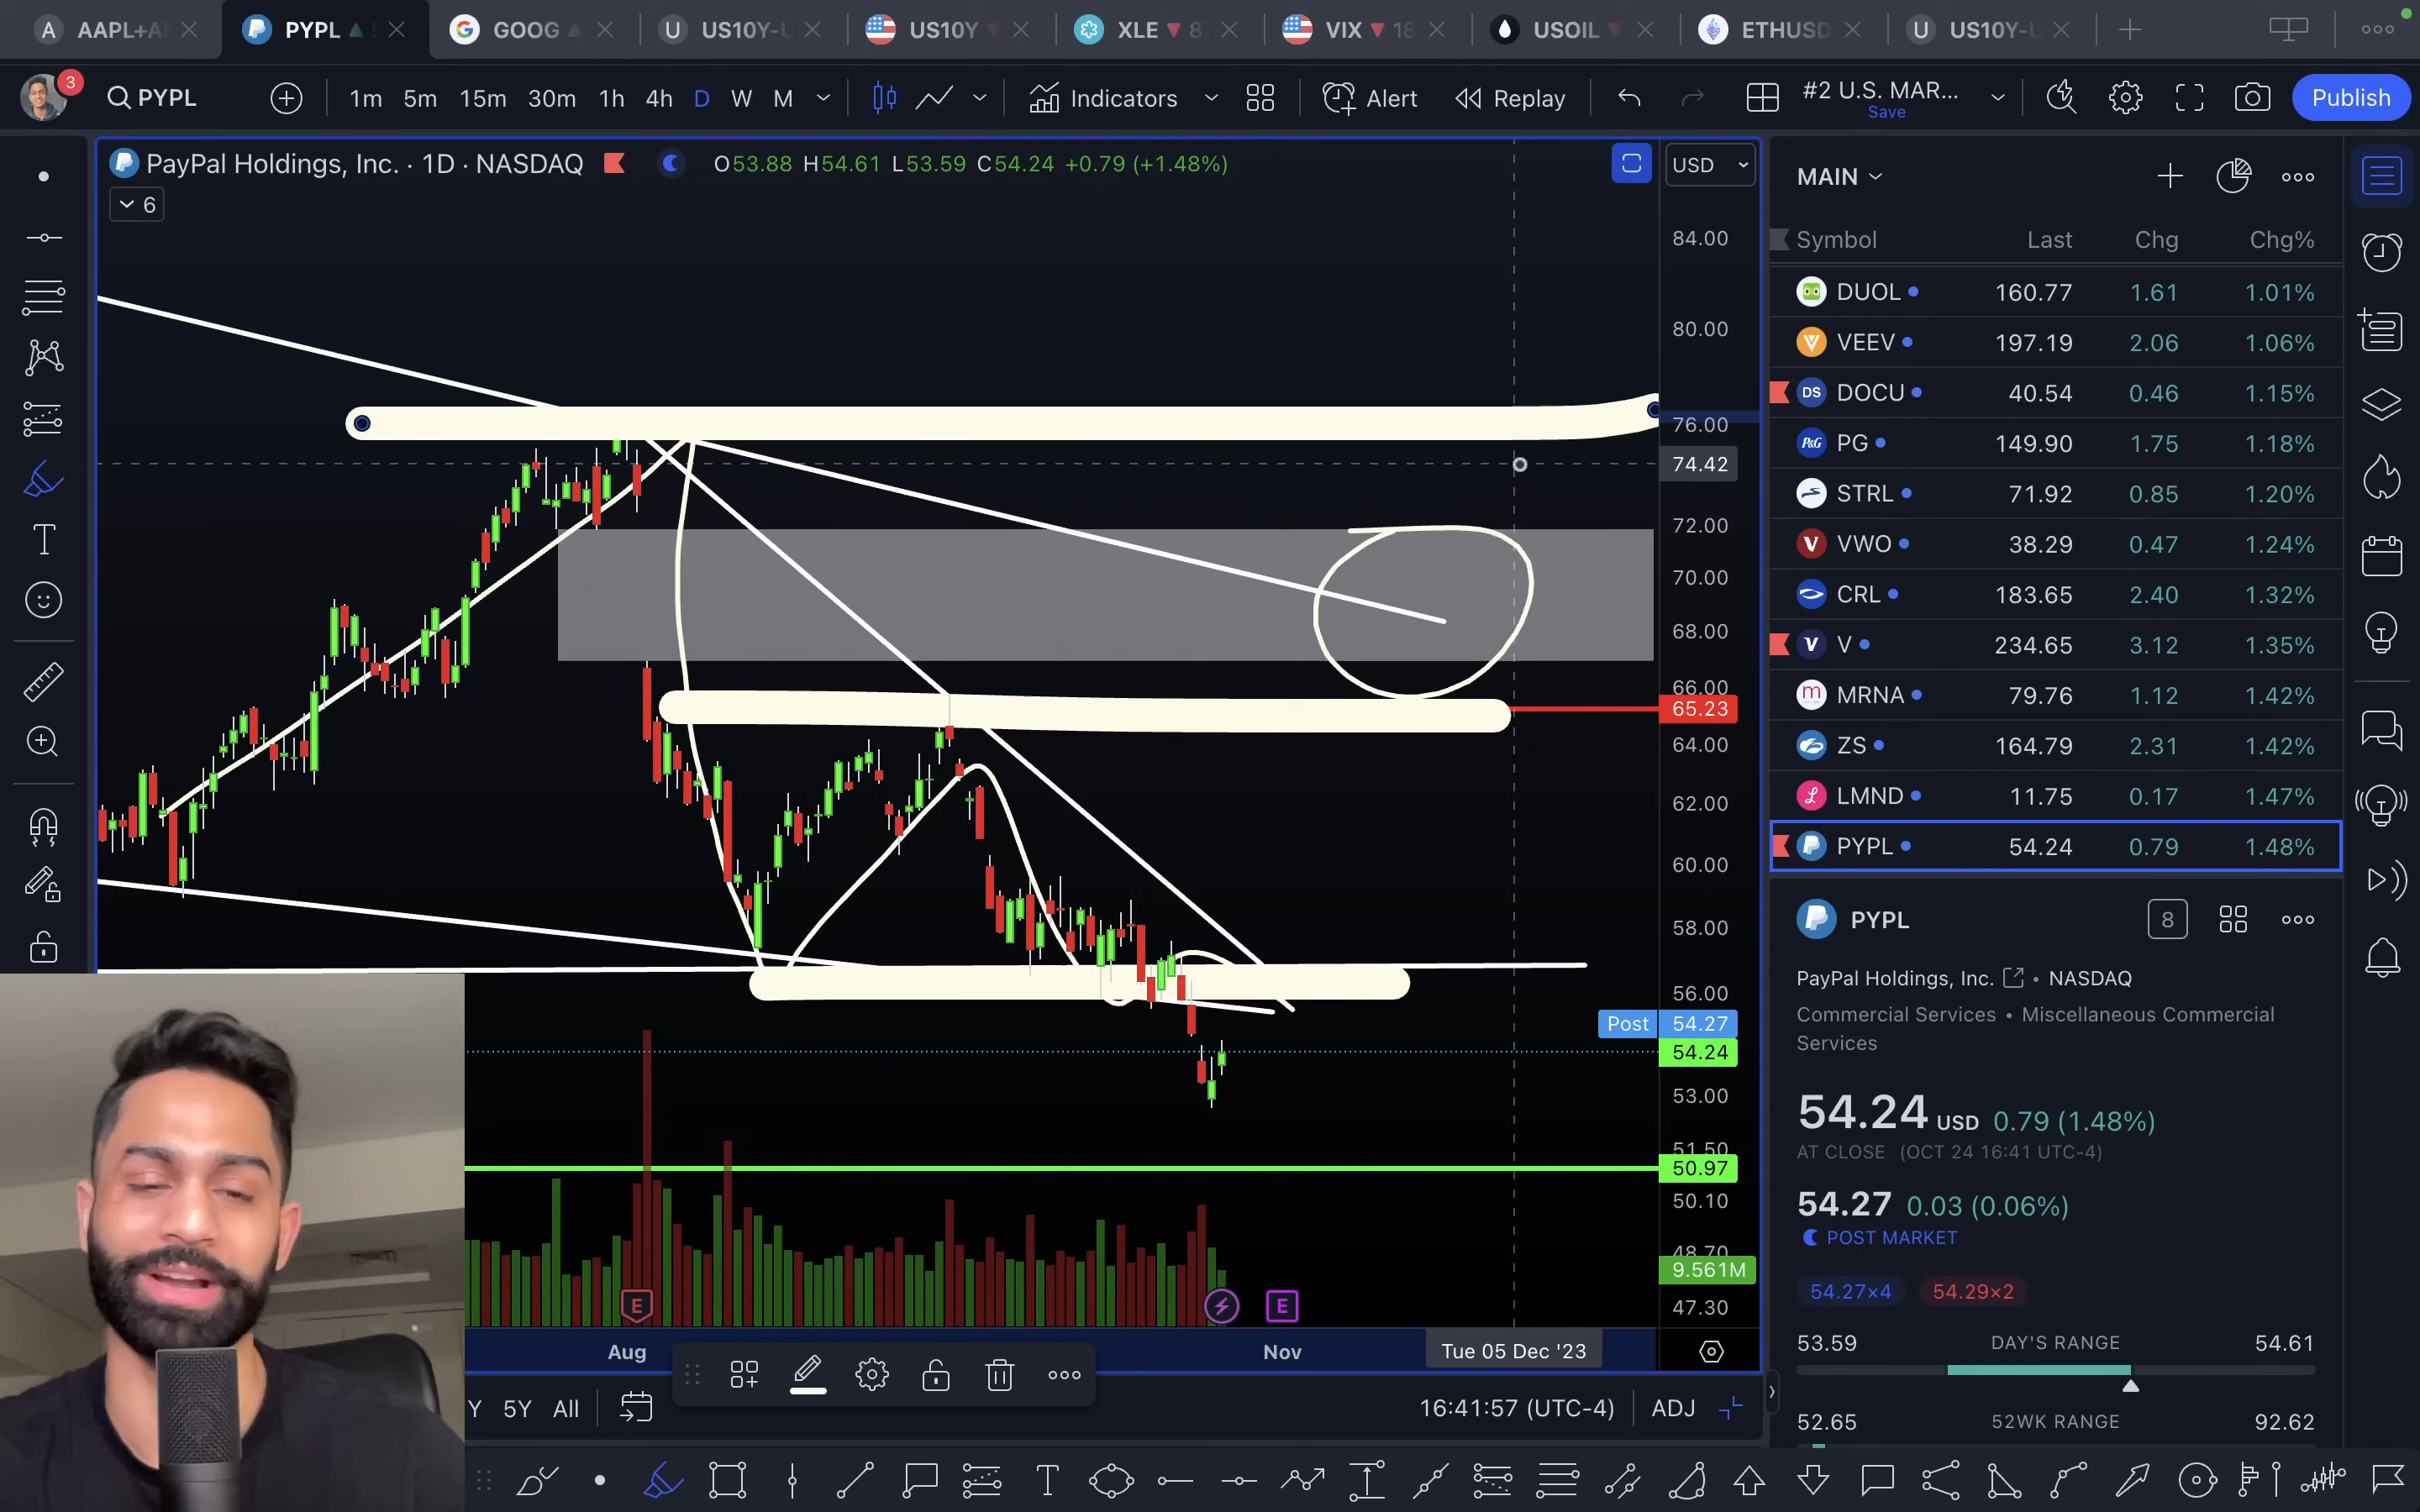 A AAPL+A
PYPL
GOOG
U US10Y-U
US10Y
XLE 8
VIX 18
USOIL
ETHUSD
U US10Y-U
3
PYPL
1m 5m 15m 30m 1h 4h D W M
Indicators
Alert
Replay
#2 U.S. MAR...
Save
Publish
PayPal Holdings, Inc. · 1D · NASDAQ
O53.88 H54.61 L53.59 C54.24 +0.79 (+1.48%)
6
USD
84.00
80.00
76.00
74.42
72.00
70.00
68.00
66.00
65.23
64.00
62.00
60.00
58.00
56.00
Post 54.27
54.24
53.00
51.50
50.97
50.10
48.70
9.561M
47.30
E
E
Aug
Nov
Tue 05 Dec '23
Y 5Y All
16:41:57 (UTC-4)
ADJ
MAIN
Symbol Last Chg Chg%
DUOL 160.77 1.61 1.01%
VEEV 197.19 2.06 1.06%
DS DOCU 40.54 0.46 1.15%
P&G PG 149.90 1.75 1.18%
STRL 71.92 0.85 1.20%
V VWO 38.29 0.47 1.24%
CRL 183.65 2.40 1.32%
V V 234.65 3.12 1.35%
m MRNA 79.76 1.12 1.42%
ZS 164.79 2.31 1.42%
L LMND 11.75 0.17 1.47%
PYPL 54.24 0.79 1.48%
PYPL
8
PayPal Holdings, Inc. • NASDAQ
Commercial Services • Miscellaneous Commercial
Services
54.24 USD 0.79 (1.48%)
AT CLOSE (OCT 24 16:41 UTC-4)
54.27 0.03 (0.06%)
POST MARKET
54.27×4 54.29×2
53.59 DAY'S RANGE 54.61
52.65 52WK RANGE 92.62